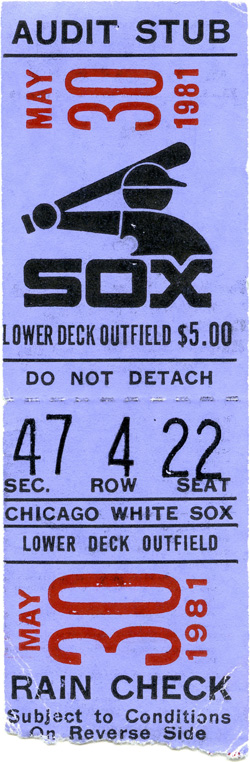 AUDIT STUB
MAY 30 1981
SOX
LOWER DECK OUTFIELD $5.00
DO NOT DETACH
47 4 22
SEC. ROW SEAT
CHICAGO WHITE SOX
LOWER DECK OUTFIELD
MAY 30 1981
RAIN CHECK
Subject to Conditions
On Reverse Side